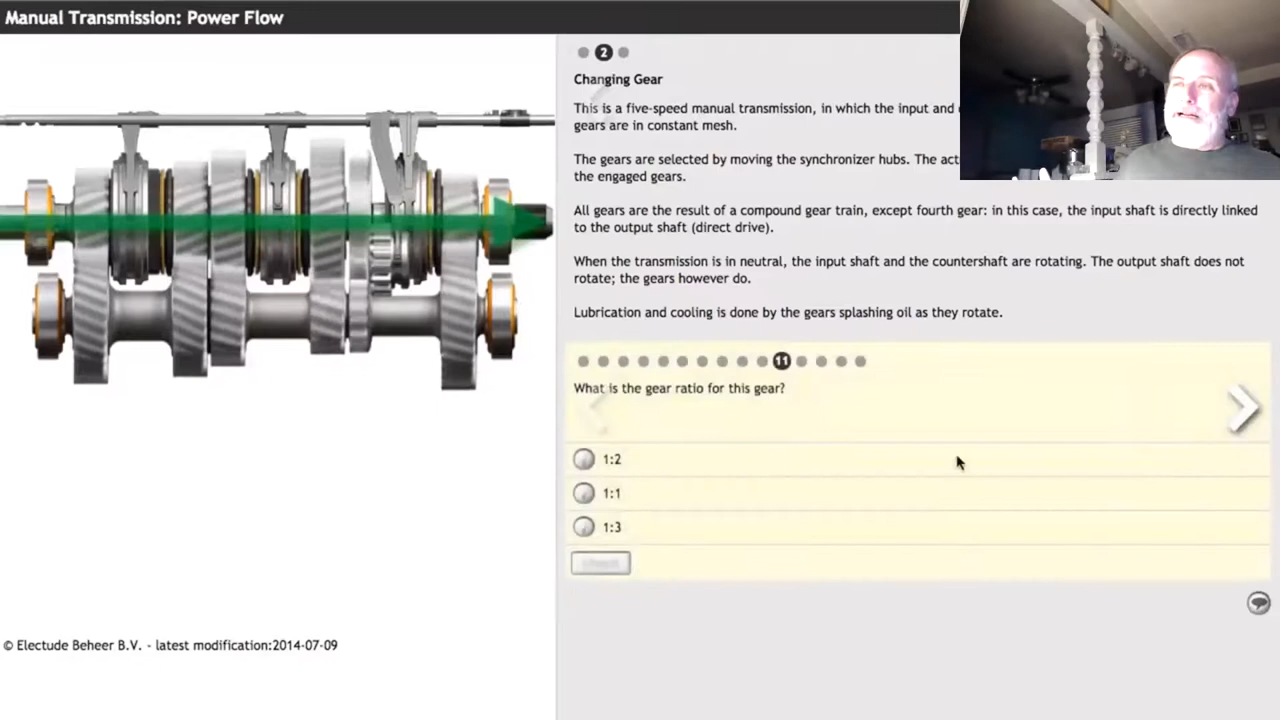 Manual Transmission: Power Flow
2
Changing Gear
This is a five-speed manual transmission, in which the input and
gears are in constant mesh.
The gears are selected by moving the synchronizer hubs. The
the engaged gears.
All gears are the result of a compound gear train, except fourth gear: in this case, the input shaft is directly linked
to the output shaft (direct drive).
When the transmission is in neutral, the input shaft and the countershaft are rotating. The output shaft does not
rotate; the gears however do.
Lubrication and cooling is done by the gears splashing oil as they rotate.
11
What is the gear ratio for this gear?
1:2
1:1
1:3
© Electude Beheer B.V. - latest modification:2014-07-09